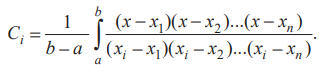 C_i = \frac{1}{b-a} \int_a^b \frac{(x-x_1)(x-x_2)...(x-x_n)}{(x_i-x_1)(x_i-x_2)...(x_i-x_n)}.